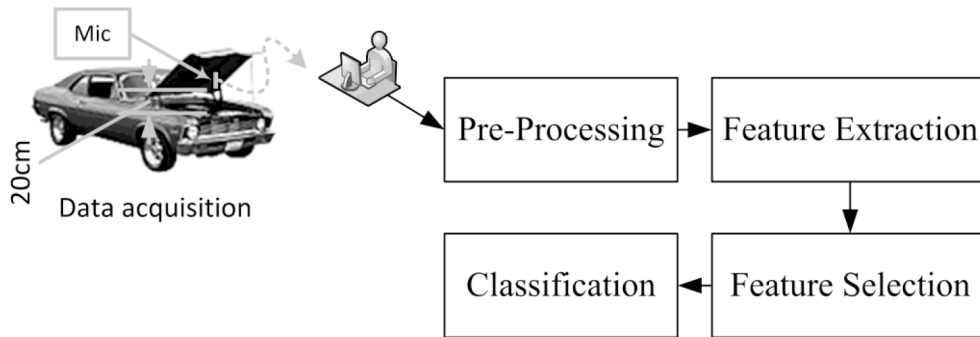 Mic
20cm
Data acquisition
Pre-Processing
Feature Extraction
Feature Selection
Classification